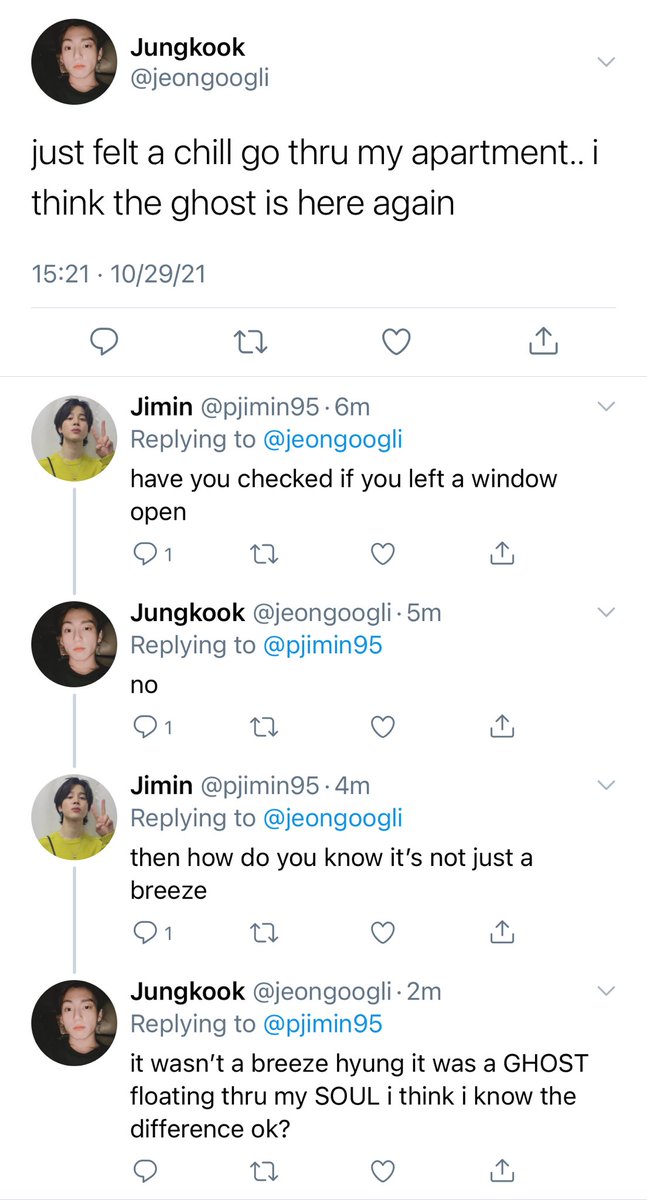 Jungkook
@jeongoogli
just felt a chill go thru my apartment.. i
think the ghost is here again
15:21 · 10/29/21
Jimin @pjimin95 · 6m
Replying to @jeongoogli
have you checked if you left a window
open
1
Jungkook @jeongoogli · 5m
Replying to @pjimin95
no
1
Jimin @pjimin95 · 4m
Replying to @jeongoogli
then how do you know it’s not just a
breeze
1
Jungkook @jeongoogli · 2m
Replying to @pjimin95
it wasn’t a breeze hyung it was a GHOST
floating thru my SOUL i think i know the
difference ok?